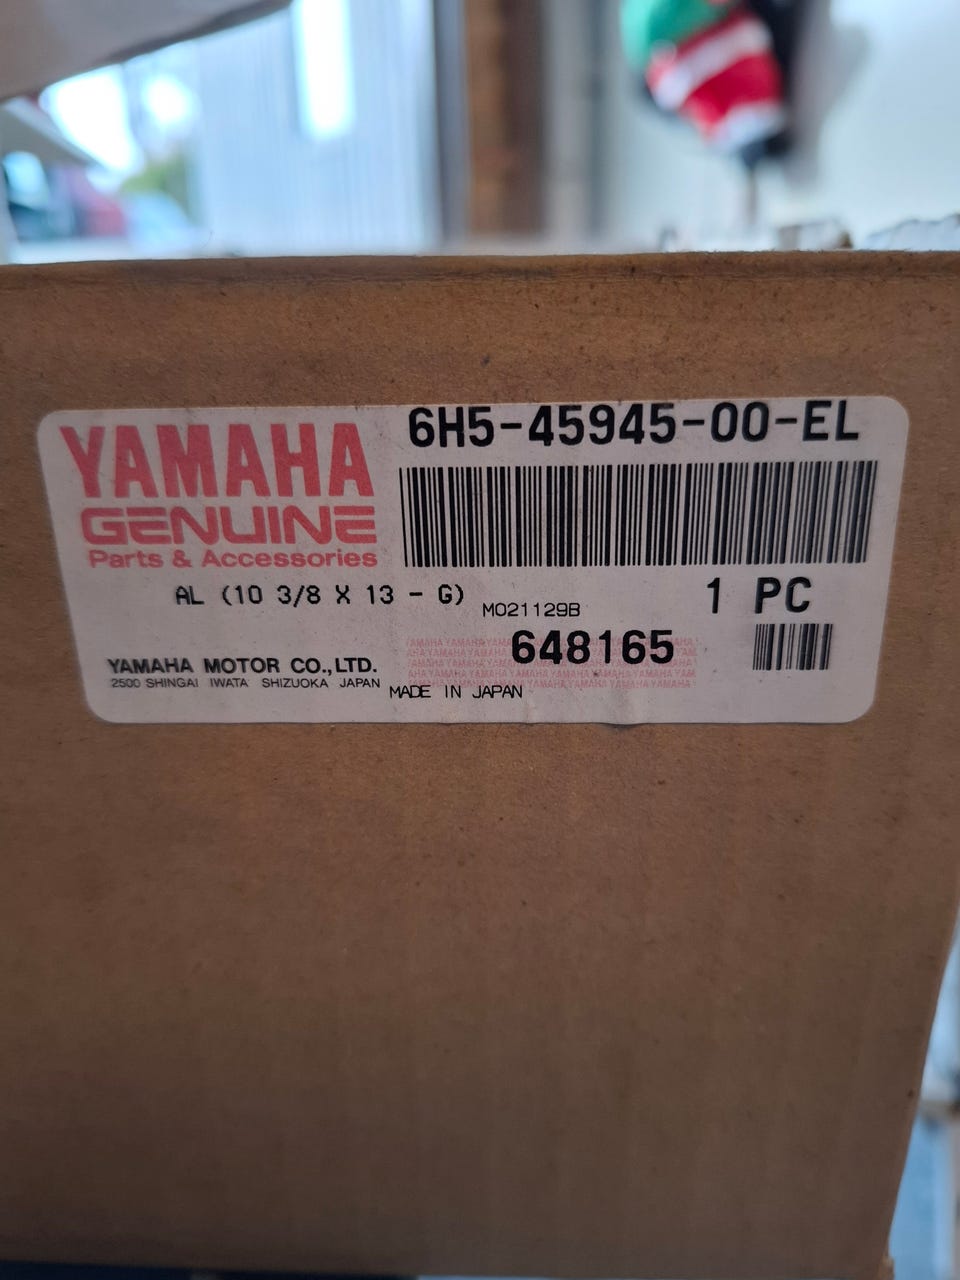 YAMAHA
GENUINE
Parts & Accessories
6H5-45945-00-EL
AL (10 3/8 X 13 - G)
M021129B
1 PC
648165
YAMAHA MOTOR CO.,LTD.
2500 SHINGAI IWATA SHIZUOKA JAPAN
MADE IN JAPAN